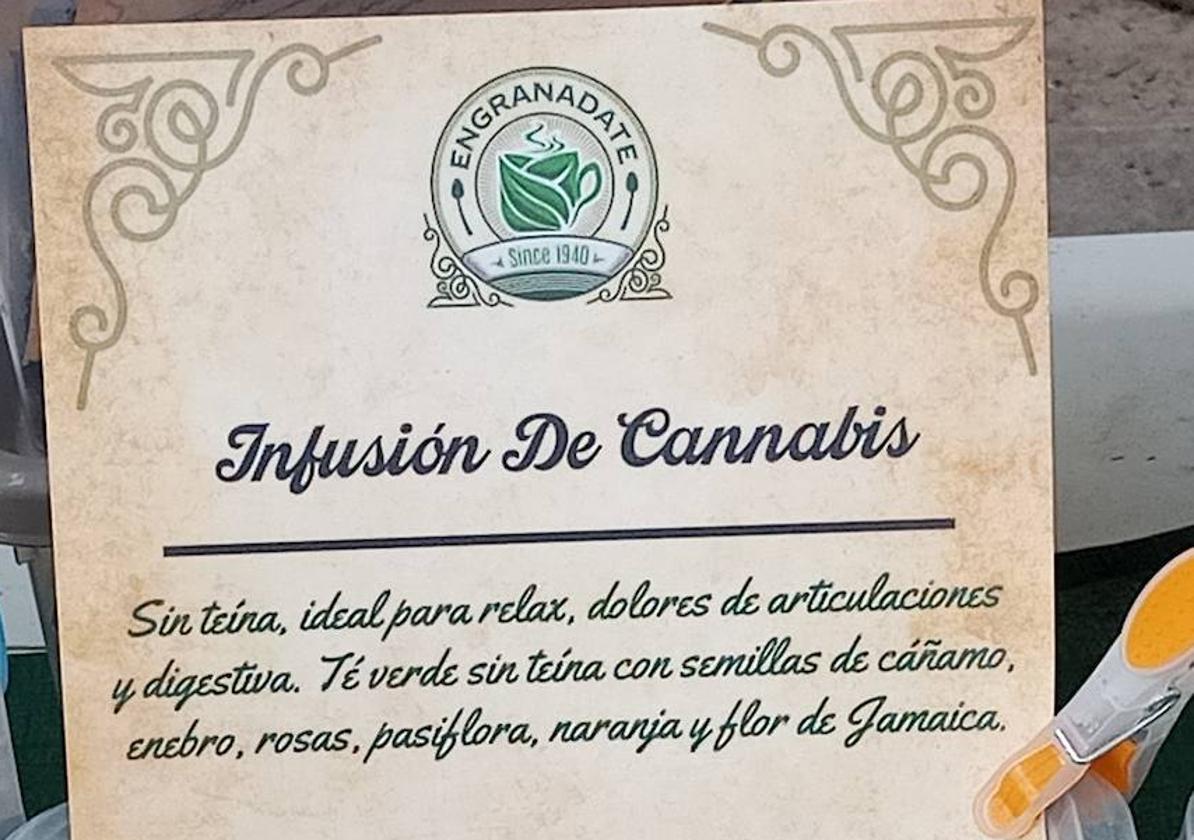 ENGRANADATE
Since 1940
Infusión De Cannabis
Sin teína, ideal para relax, dolores de articulaciones
y digestiva. Té verde sin teína con semillas de cáñamo,
enebro, rosas, pasiflora, naranja y flor de Jamaica.